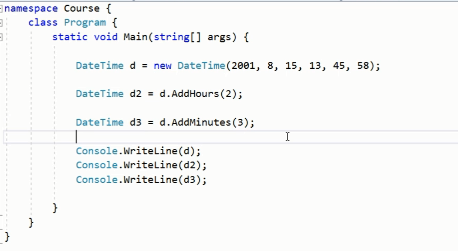 namespace Course {
class Program {
static void Main(string[] args) {
DateTime d = new DateTime(2001, 8, 15, 13, 45, 58);
DateTime d2 = d.AddHours(2);
DateTime d3 = d.AddMinutes(3);
Console.WriteLine(d);
Console.WriteLine(d2);
Console.WriteLine(d3);
}
}
}